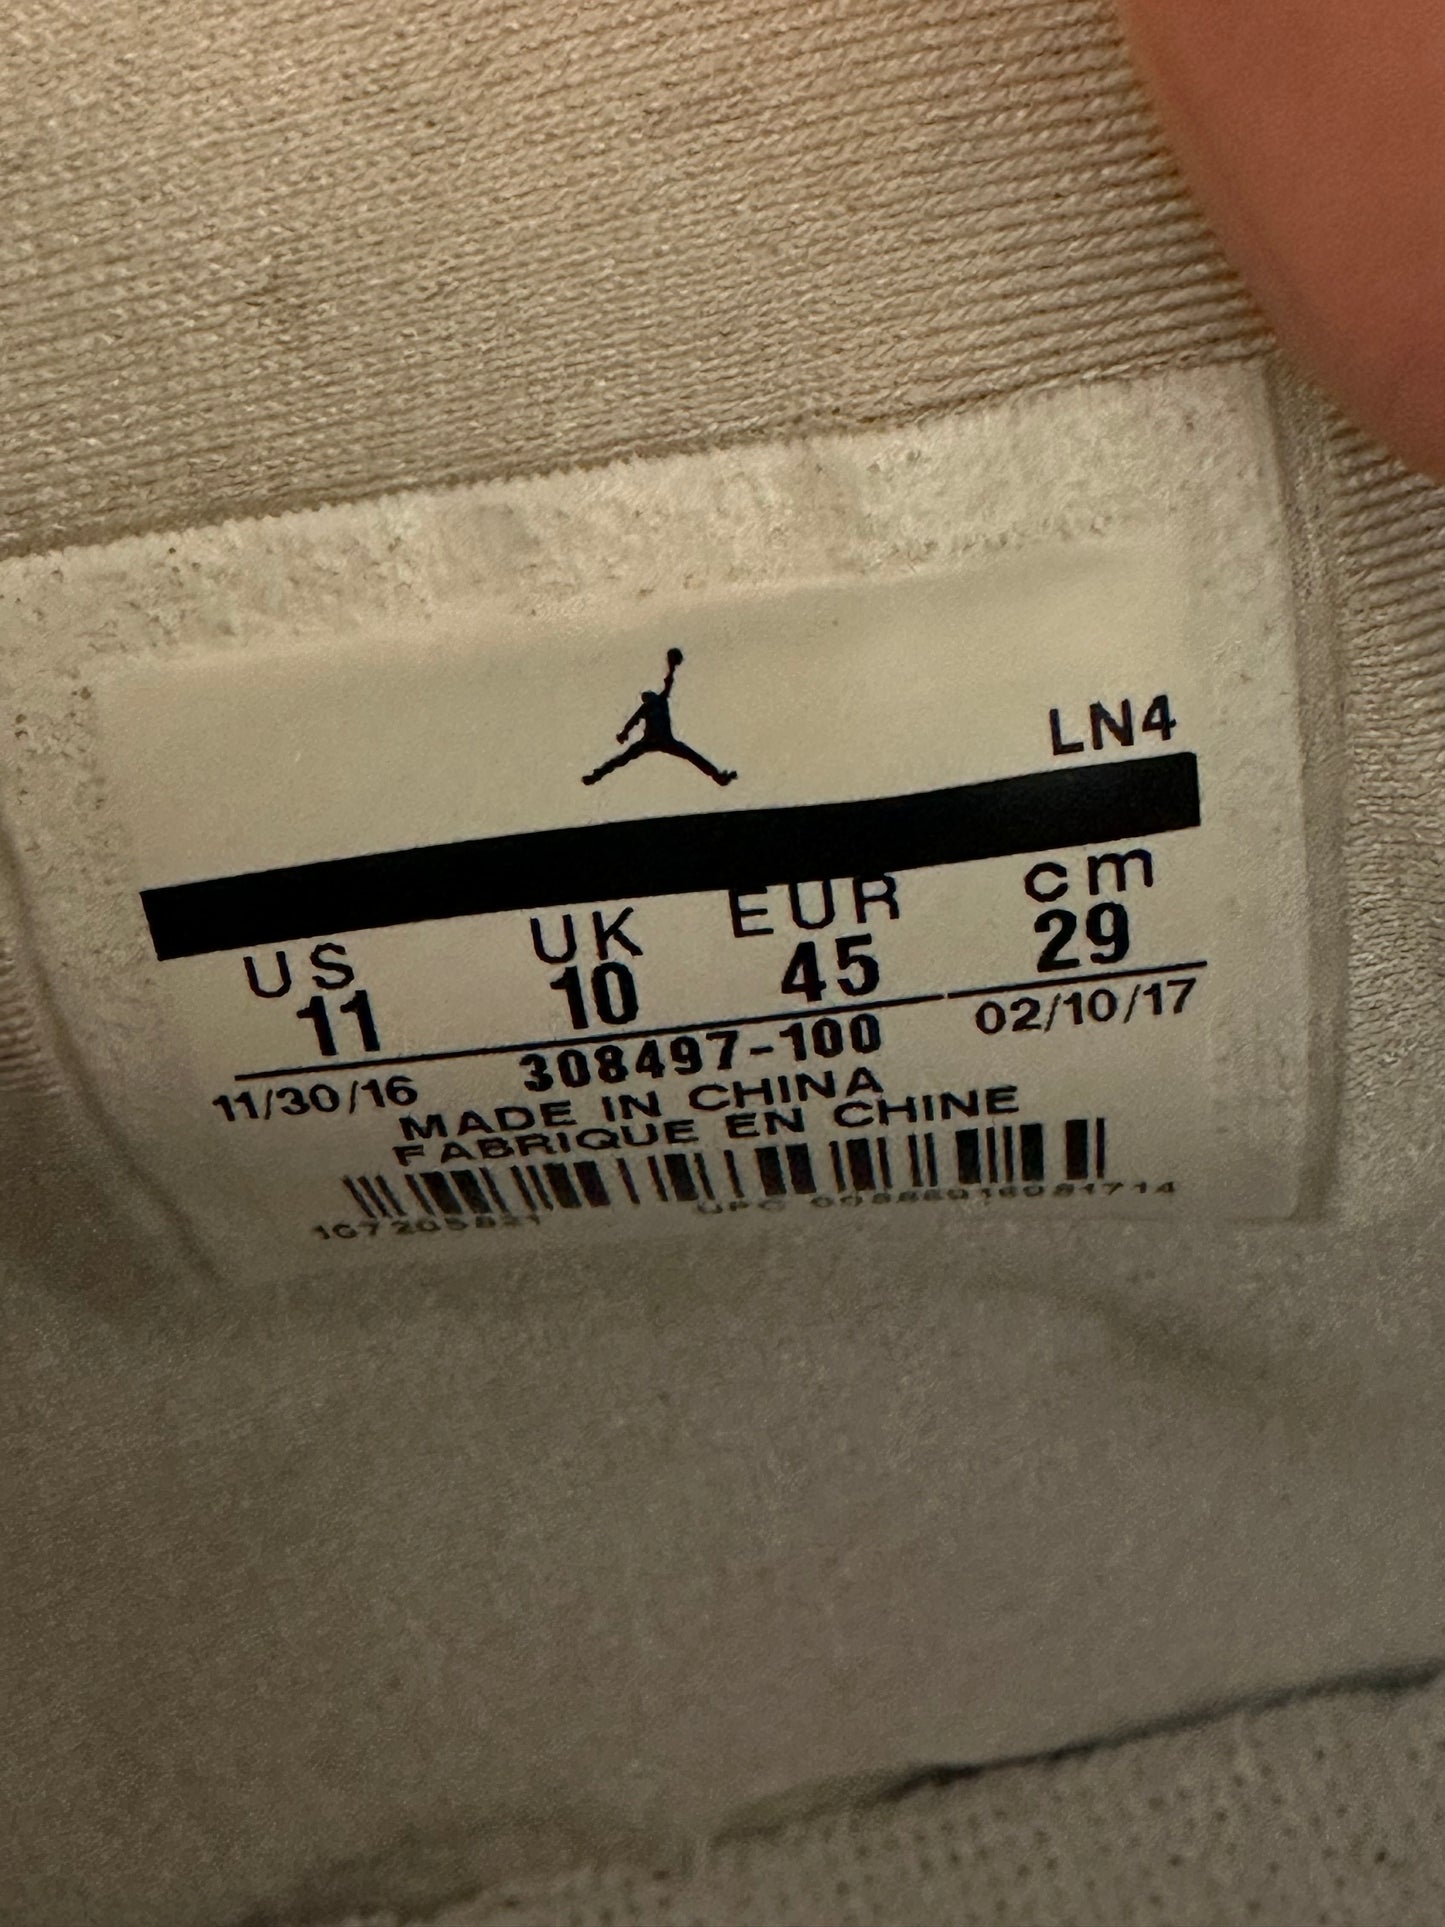 LN4
US UK EUR cm
11 10 45 29
11/30/16 308497-100 02/10/17
MADE IN CHINA
FABRIQUE EN CHINE
UPC